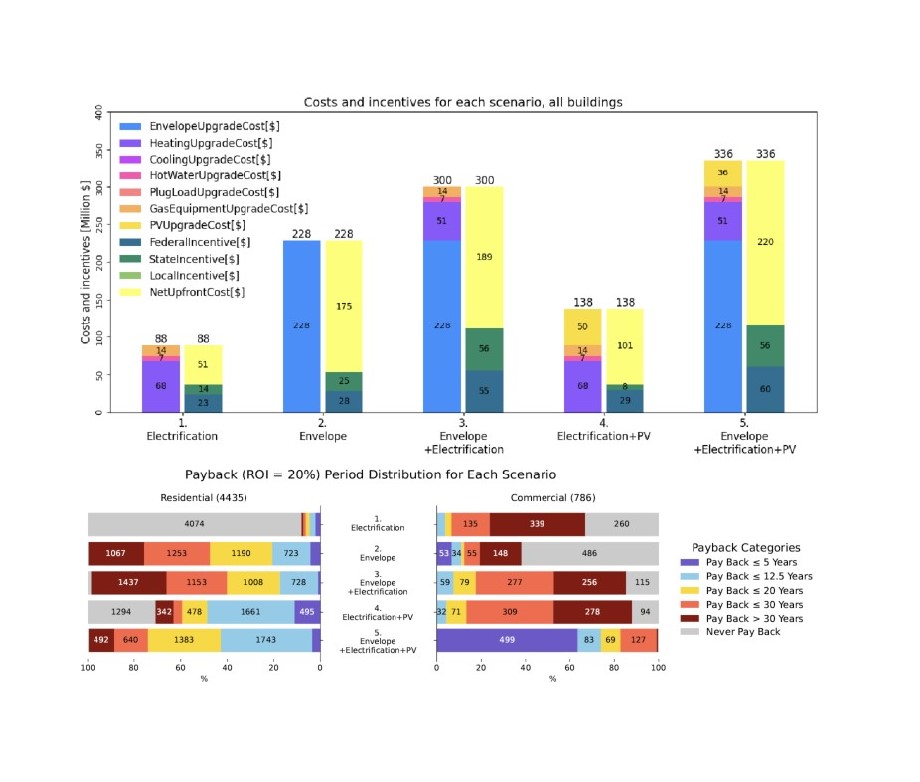 Costs and incentives for each scenario, all buildings
Costs and incentives [Million $]
400
350
300
250
200
150
100
50
0
EnvelopeUpgradeCost[$]
HeatingUpgradeCost[$]
CoolingUpgradeCost[$]
HotWaterUpgradeCost[$]
PlugLoadUpgradeCost[$]
GasEquipmentUpgradeCost[$]
PVUpgradeCost[$]
FederalIncentive[$]
StateIncentive[$]
LocalIncentive[$]
NetUpfrontCost[$]
88 88
14
7
68
51
14
23
228 228
228
175
25
28
300 300
14
7
51
228
189
56
55
138 138
50
14
7
68
101
8
29
336 336
36
14
7
51
228
220
56
60
1.
Electrification
2.
Envelope
3.
Envelope
+Electrification
4.
Electrification+PV
5.
Envelope
+Electrification+PV
Payback (ROI = 20%) Period Distribution for Each Scenario
Residential (4435)
Commercial (786)
4074
1.
Electrification
135 339 260
1067 1253 1190 723
2.
Envelope
53 34 55 148 486
1437 1153 1008 728
3.
Envelope
+Electrification
59 79 277 256 115
1294 342 478 1661 495
4.
Electrification+PV
32 71 309 278 94
492 640 1383 1743
5.
Envelope
+Electrification+PV
499 83 69 127
100 80 60 40 20 0
%
0 20 40 60 80 100
%
Payback Categories
Pay Back ≤ 5 Years
Pay Back ≤ 12.5 Years
Pay Back ≤ 20 Years
Pay Back ≤ 30 Years
Pay Back > 30 Years
Never Pay Back